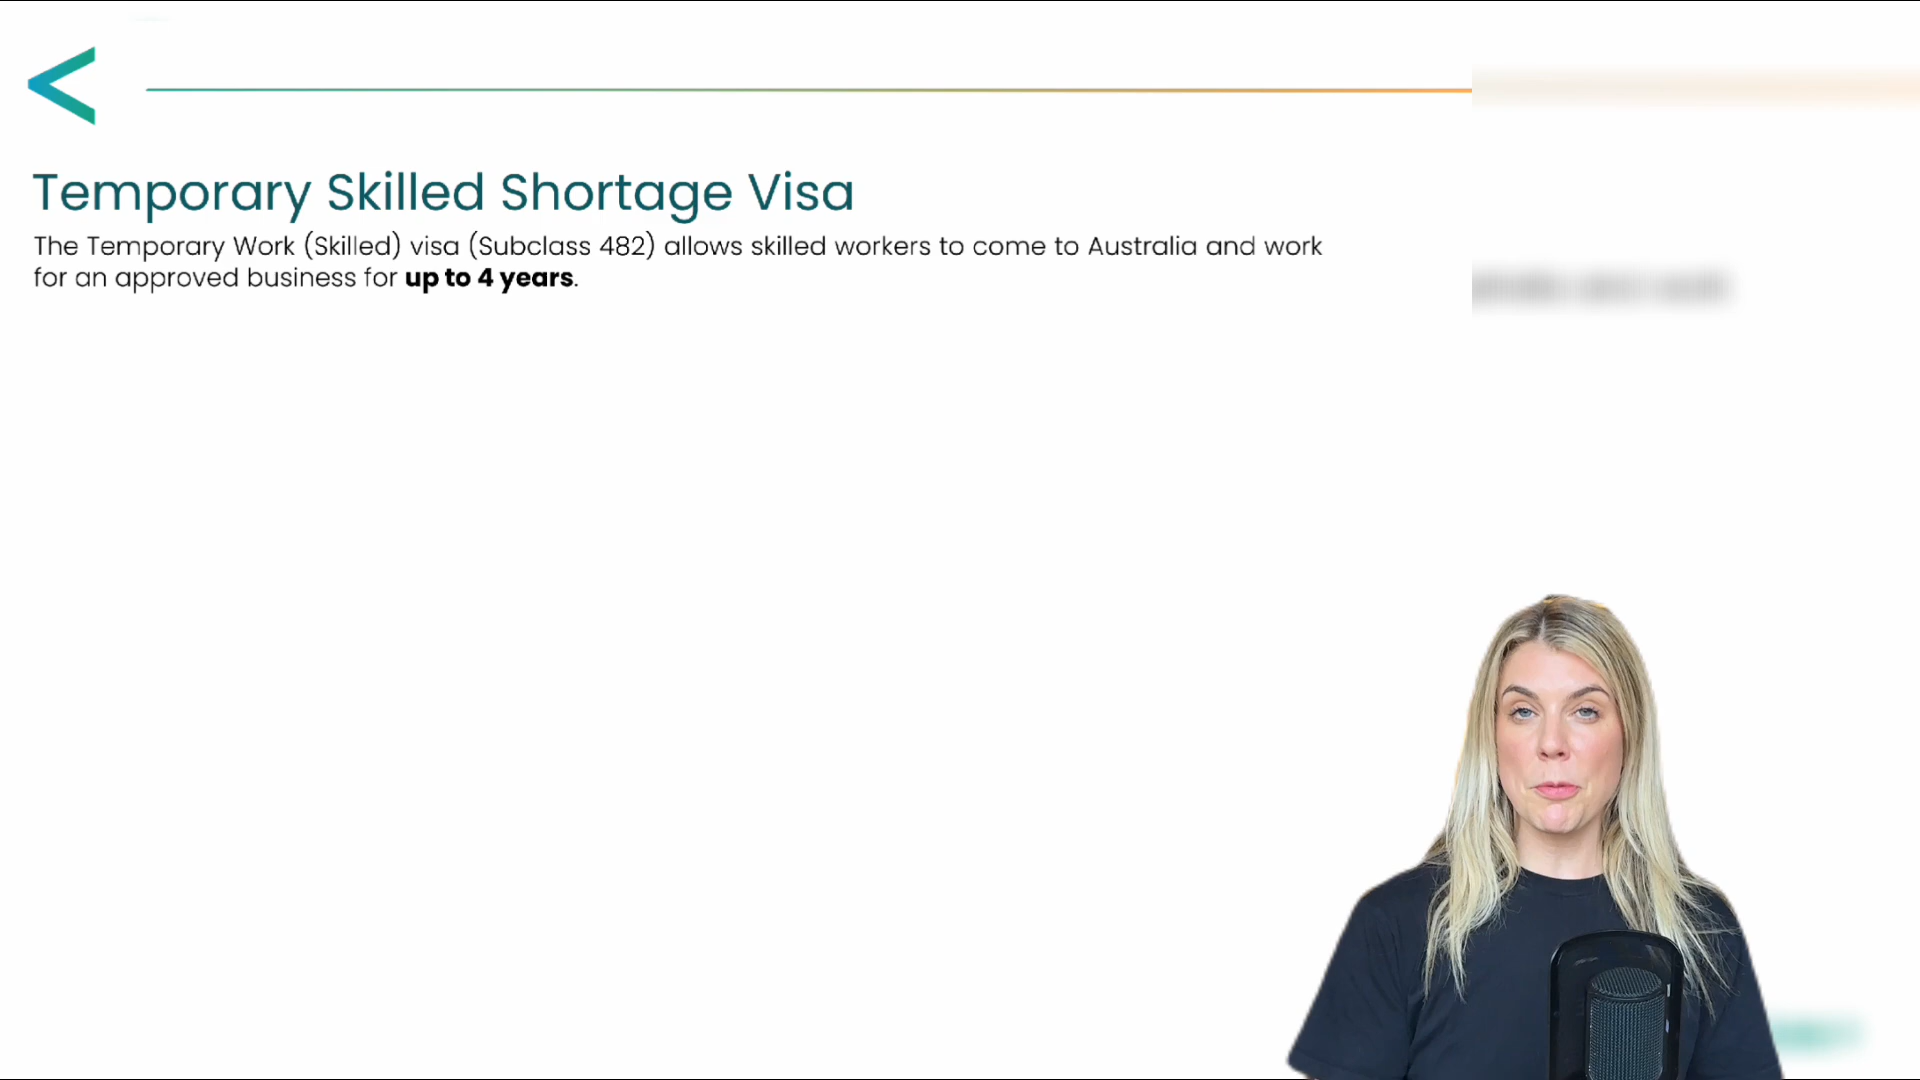 Temporary Skilled Shortage Visa
The Temporary Work (Skilled) visa (Subclass 482) allows skilled workers to come to Australia and work
for an approved business for up to 4 years.